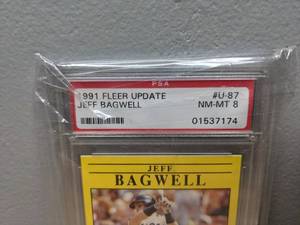 PSA
1991 FLEER UPDATE #U-87
JEFF BAGWELL NM-MT 8
01537174
JEFF
BAGWELL